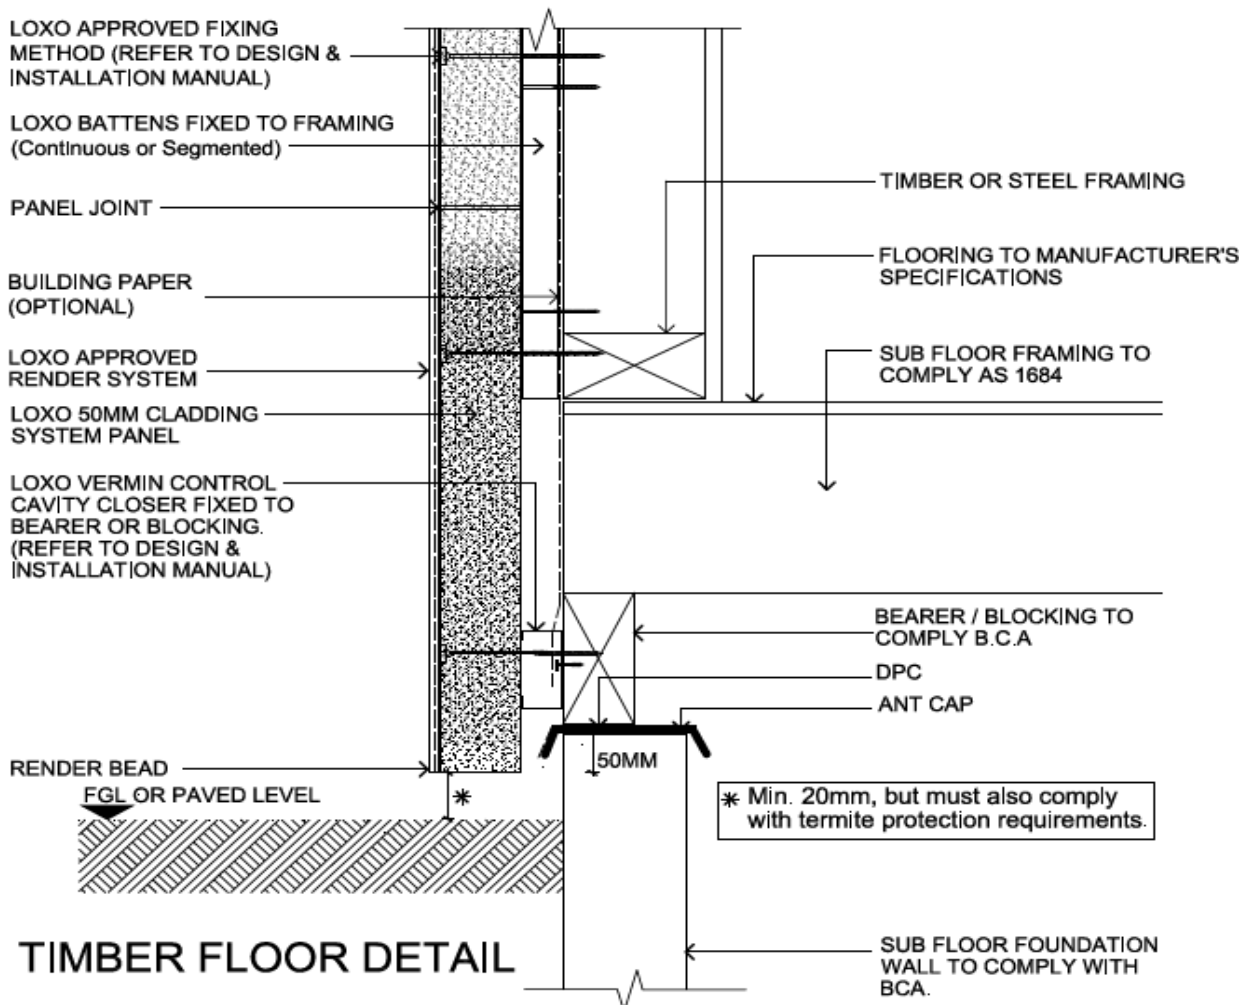 LOXO APPROVED FIXING
METHOD (REFER TO DESIGN &
INSTALLATION MANUAL)
LOXO BATTENS FIXED TO FRAMING
(Continuous or Segmented)
PANEL JOINT
BUILDING PAPER
(OPTIONAL)
LOXO APPROVED
RENDER SYSTEM
LOXO 50MM CLADDING
SYSTEM PANEL
LOXO VERMIN CONTROL
CAVITY CLOSER FIXED TO
BEARER OR BLOCKING.
(REFER TO DESIGN &
INSTALLATION MANUAL)
RENDER BEAD
FGL OR PAVED LEVEL
*
50MM
TIMBER OR STEEL FRAMING
FLOORING TO MANUFACTURER'S
SPECIFICATIONS
SUB FLOOR FRAMING TO
COMPLY AS 1684
BEARER / BLOCKING TO
COMPLY B.C.A
DPC
ANT CAP
* Min. 20mm, but must also comply
with termite protection requirements.
SUB FLOOR FOUNDATION
WALL TO COMPLY WITH
BCA.
TIMBER FLOOR DETAIL